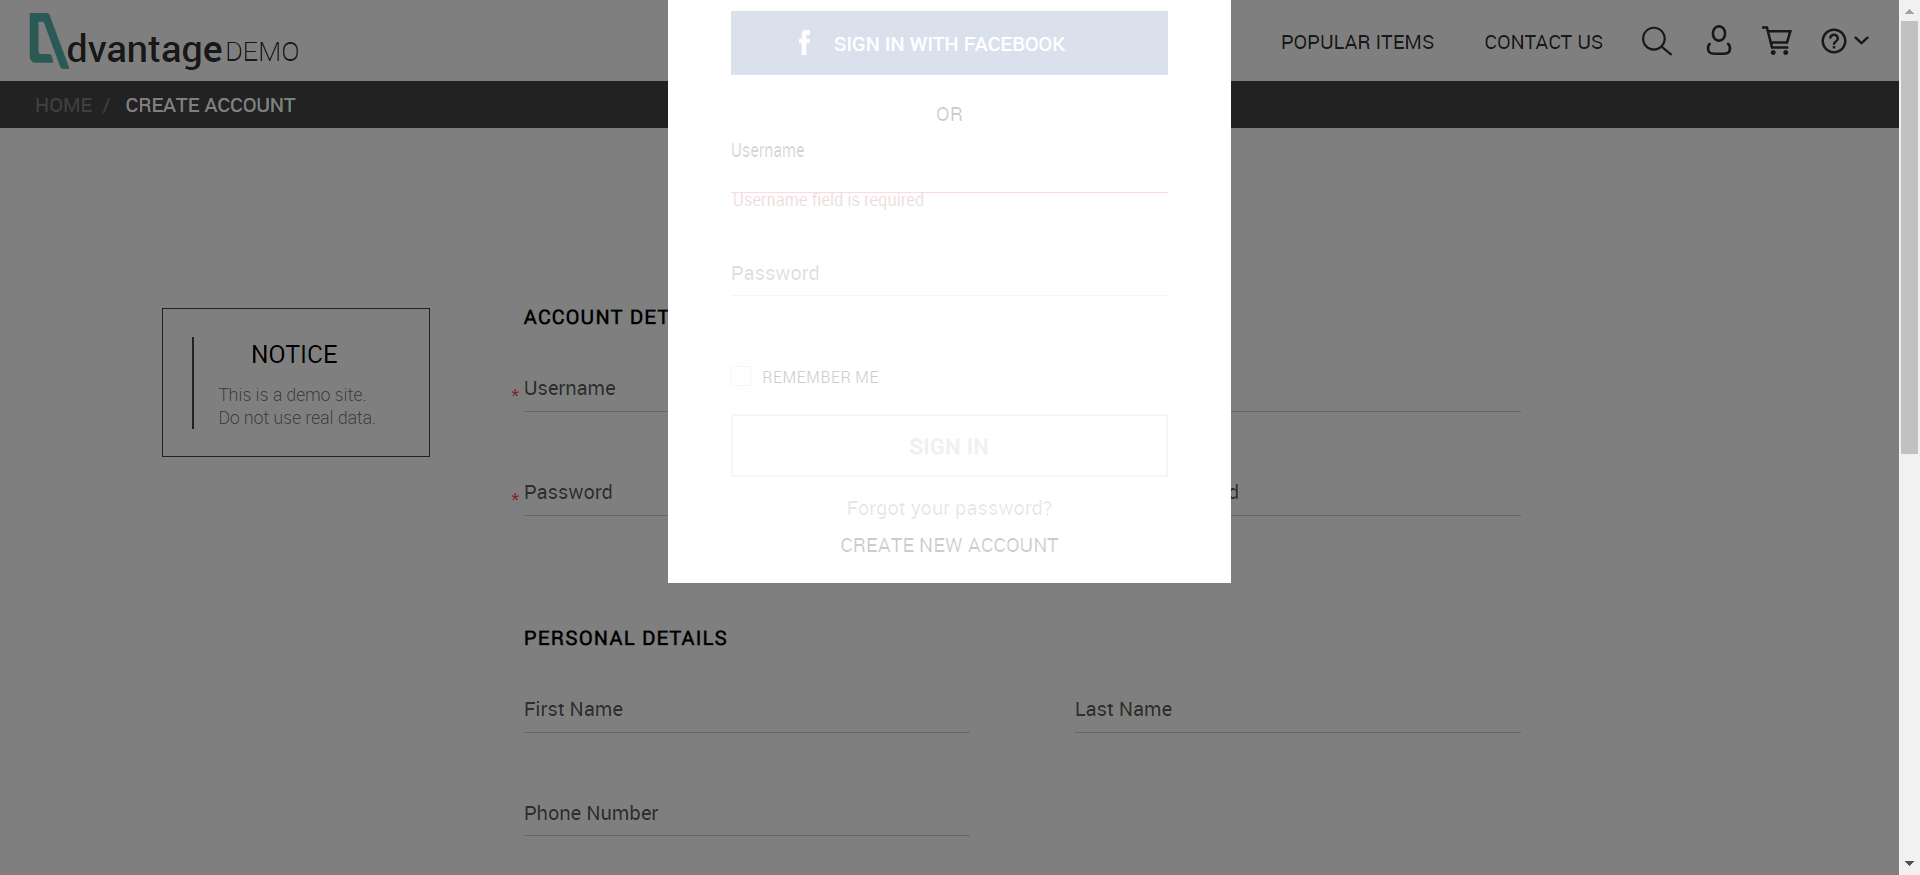 dvantage DEMO
POPULAR ITEMS
CONTACT US
HOME / CREATE ACCOUNT
SIGN IN WITH FACEBOOK
OR
Username
Username field is required
Password
REMEMBER ME
SIGN IN
Forgot your password?
CREATE NEW ACCOUNT
NOTICE
This is a demo site.
Do not use real data.
ACCOUNT DET
* Username
* Password
d
PERSONAL DETAILS
First Name
Last Name
Phone Number